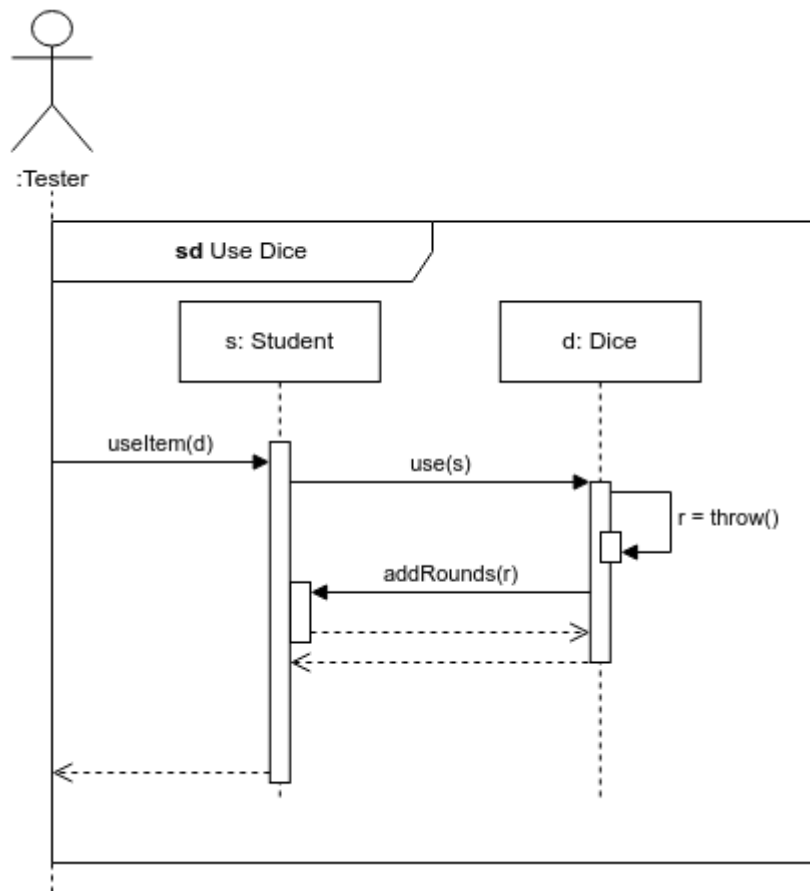 :Tester
sd Use Dice
s: Student
d: Dice
useItem(d)
use(s)
r = throw()
addRounds(r)